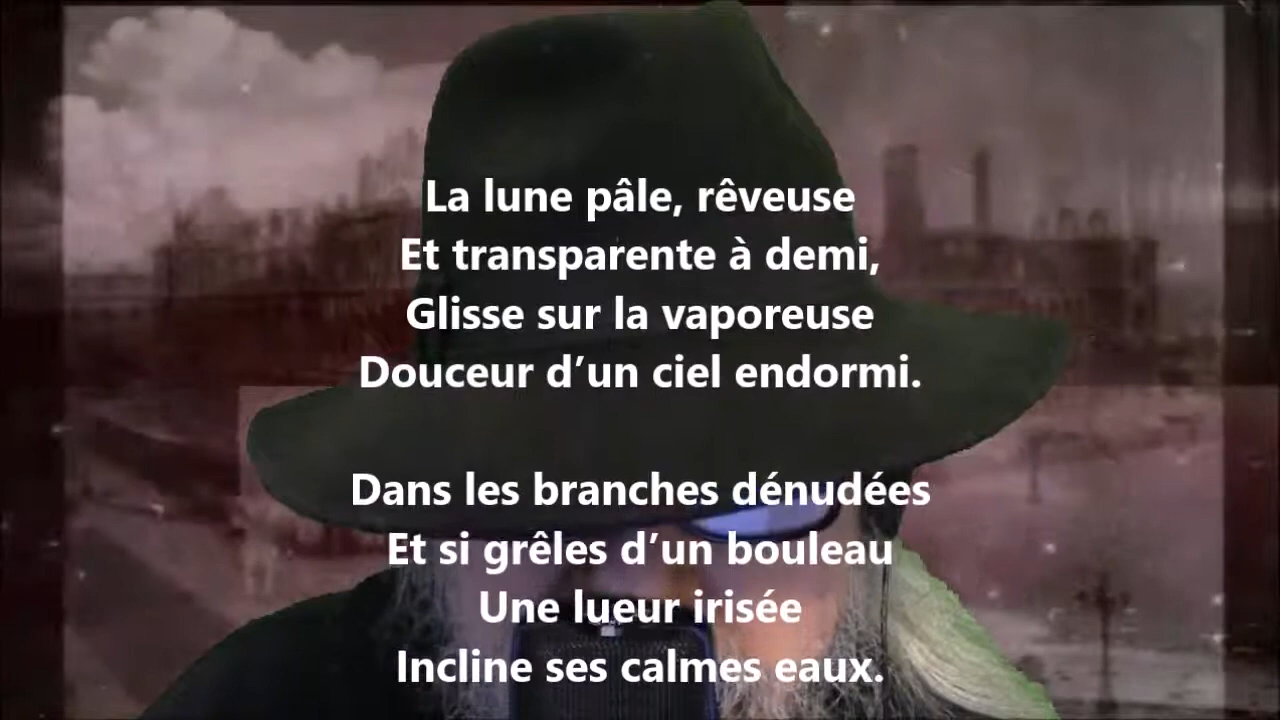 La lune pâle, rêveuse
Et transparente à demi,
Glisse sur la vaporeuse
Douceur d’un ciel endormi.
Dans les branches dénudées
Et si grêles d’un bouleau
Une lueur irisée
Incline ses calmes eaux.